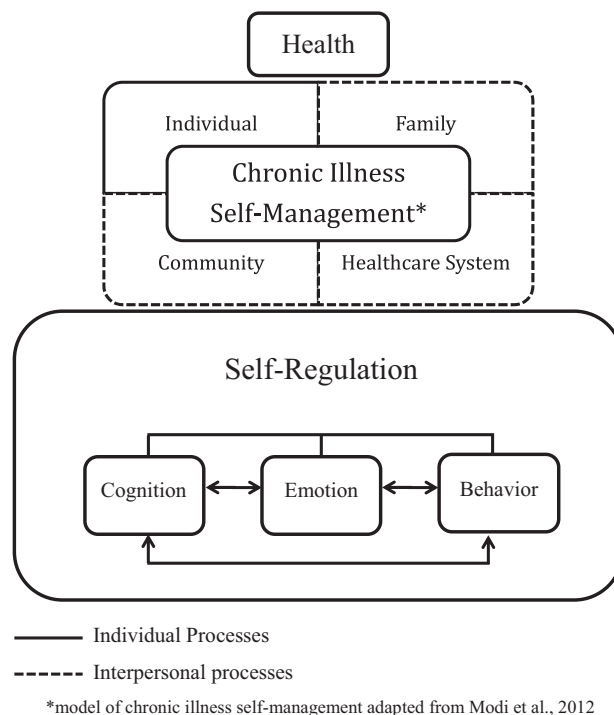 Health
Individual
Family
Chronic Illness
Self-Management*
Community
Healthcare System
Self-Regulation
Cognition
Emotion
Behavior
Individual Processes
Interpersonal processes
*model of chronic illness self-management adapted from Modi et al., 2012